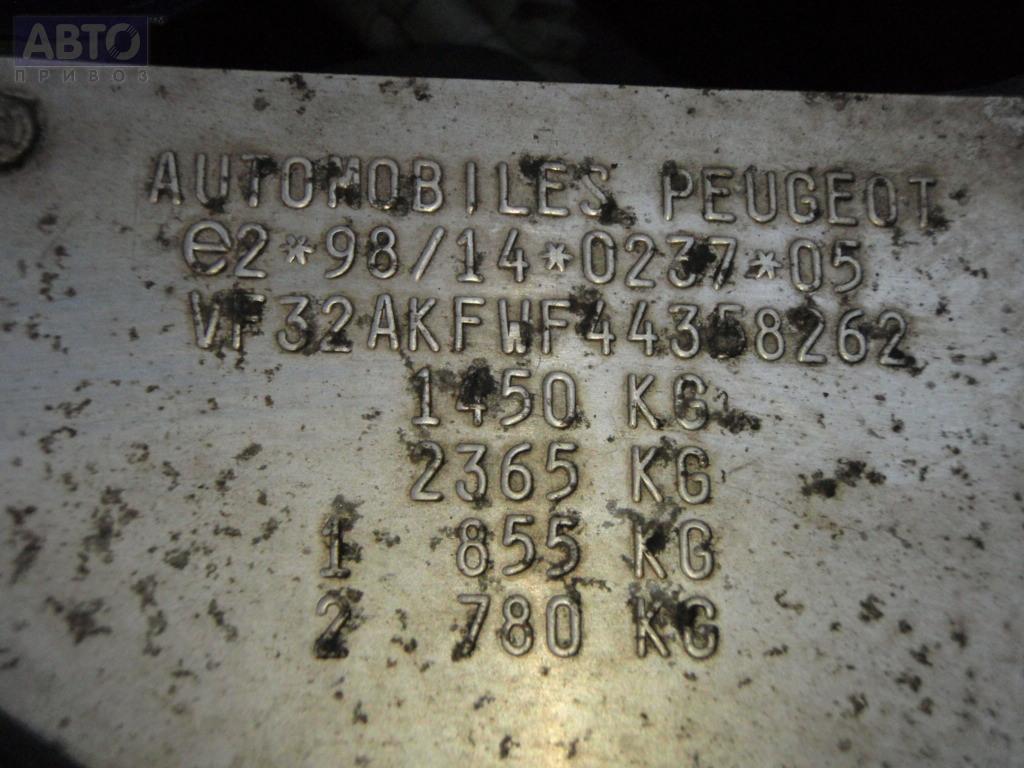 АВТО
ПРИВОЗ
AUTOMOBILES PEUGEOT
e2*98/14*0237*05
VF32AKFWF44358262
1450 KG
2365 KG
1 855 KG
2 780 KG